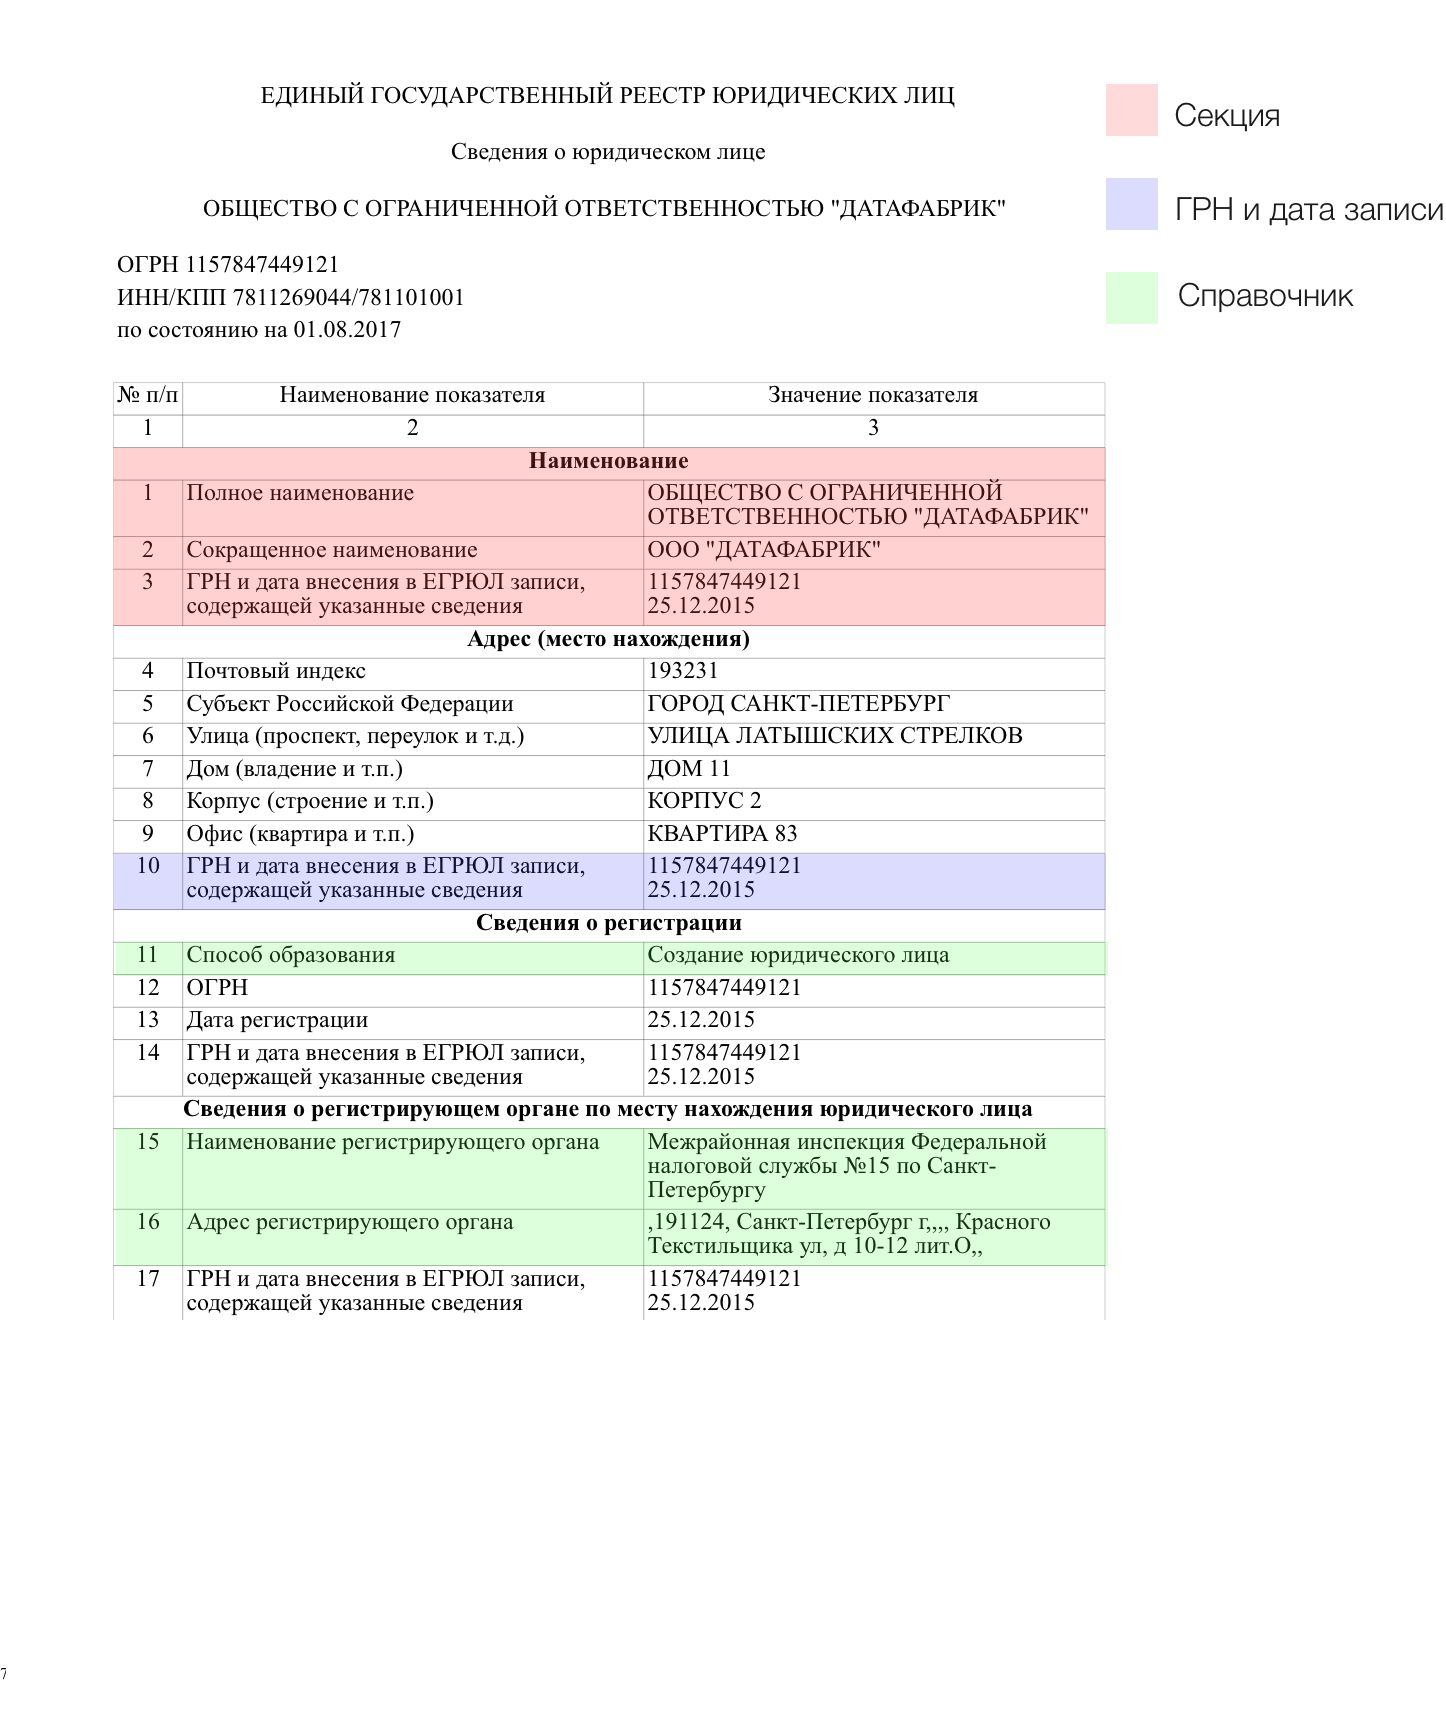 ЕДИНЫЙ ГОСУДАРСТВЕННЫЙ РЕЕСТР ЮРИДИЧЕСКИХ ЛИЦ
Секция
Сведения о юридическом лице
ОБЩЕСТВО С ОГРАНИЧЕННОЙ ОТВЕТСТВЕННОСТЬЮ "ДАТАФАБРИК"
ГРН и дата записи
ОГРН 1157847449121
ИНН/КПП 7811269044/781101001
Справочник
по состоянию на 01.08.2017
№ п/п Наименование показателя Значение показателя
1 2 3
Наименование
1 Полное наименование ОБЩЕСТВО С ОГРАНИЧЕННОЙ
ОТВЕТСТВЕННОСТЬЮ "ДАТАФАБРИК"
2 Сокращенное наименование ООО "ДАТАФАБРИК"
3 ГРН и дата внесения в ЕГРЮЛ записи, 1157847449121
содержащей указанные сведения 25.12.2015
Адрес (место нахождения)
4 Почтовый индекс 193231
5 Субъект Российской Федерации ГОРОД САНКТ-ПЕТЕРБУРГ
6 Улица (проспект, переулок и т.д.) УЛИЦА ЛАТЫШСКИХ СТРЕЛКОВ
7 Дом (владение и т.п.) ДОМ 11
8 Корпус (строение и т.п.) КОРПУС 2
9 Офис (квартира и т.п.) КВАРТИРА 83
10 ГРН и дата внесения в ЕГРЮЛ записи, 1157847449121
содержащей указанные сведения 25.12.2015
Сведения о регистрации
11 Способ образования Создание юридического лица
12 ОГРН 1157847449121
13 Дата регистрации 25.12.2015
14 ГРН и дата внесения в ЕГРЮЛ записи, 1157847449121
содержащей указанные сведения 25.12.2015
Сведения о регистрирующем органе по месту нахождения юридического лица
15 Наименование регистрирующего органа Межрайонная инспекция Федеральной
налоговой службы №15 по Санкт-
Петербургу
16 Адрес регистрирующего органа ,191124, Санкт-Петербург г,,,, Красного
Текстильщика ул, д 10-12 лит.О,,
17 ГРН и дата внесения в ЕГРЮЛ записи, 1157847449121
содержащей указанные сведения 25.12.2015
7